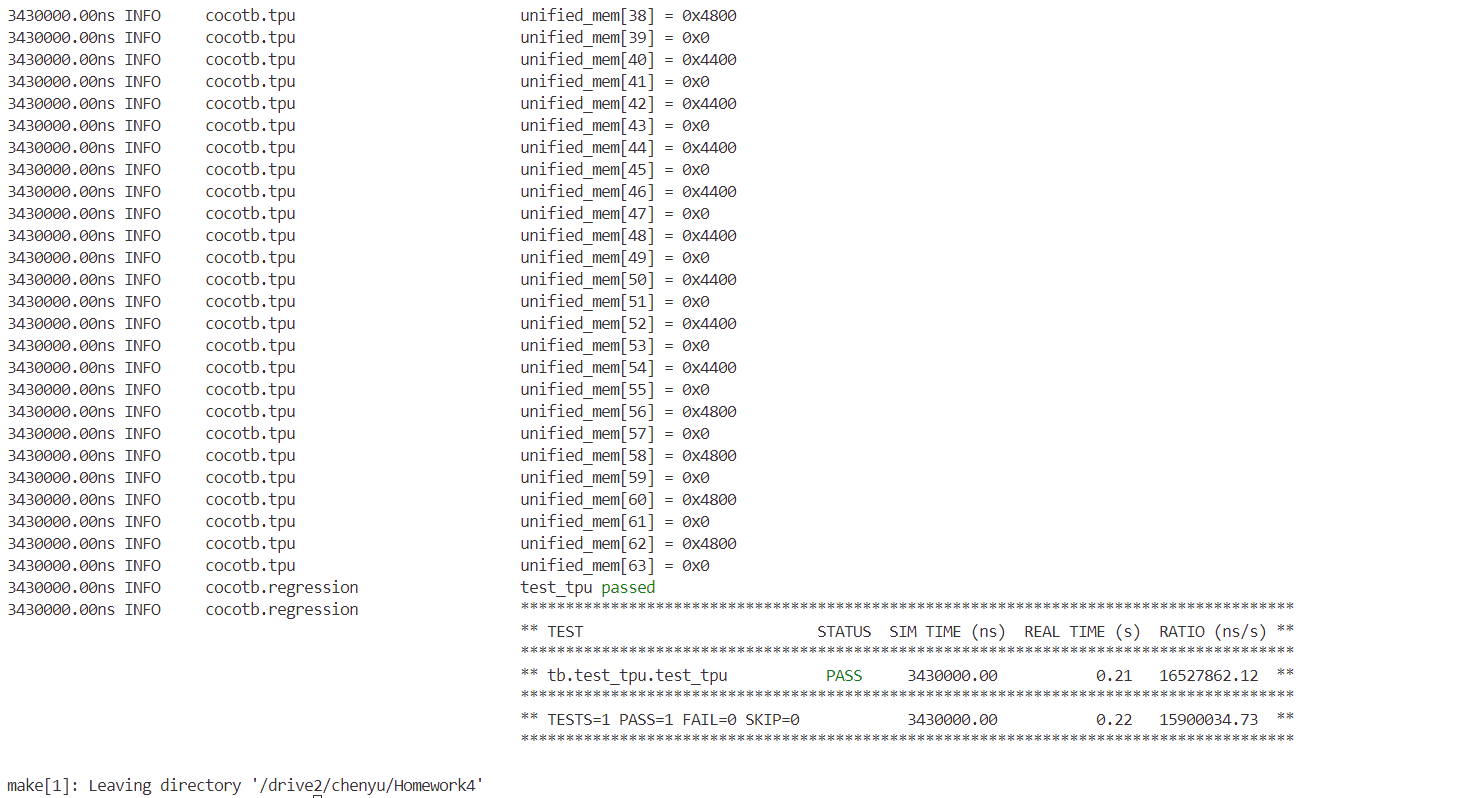 3430000.00ns INFO     cocotb.tpu                         unified_mem[38] = 0x4800
3430000.00ns INFO     cocotb.tpu                         unified_mem[39] = 0x0
3430000.00ns INFO     cocotb.tpu                         unified_mem[40] = 0x4400
3430000.00ns INFO     cocotb.tpu                         unified_mem[41] = 0x0
3430000.00ns INFO     cocotb.tpu                         unified_mem[42] = 0x4400
3430000.00ns INFO     cocotb.tpu                         unified_mem[43] = 0x0
3430000.00ns INFO     cocotb.tpu                         unified_mem[44] = 0x4400
3430000.00ns INFO     cocotb.tpu                         unified_mem[45] = 0x0
3430000.00ns INFO     cocotb.tpu                         unified_mem[46] = 0x4400
3430000.00ns INFO     cocotb.tpu                         unified_mem[47] = 0x0
3430000.00ns INFO     cocotb.tpu                         unified_mem[48] = 0x4400
3430000.00ns INFO     cocotb.tpu                         unified_mem[49] = 0x0
3430000.00ns INFO     cocotb.tpu                         unified_mem[50] = 0x4400
3430000.00ns INFO     cocotb.tpu                         unified_mem[51] = 0x0
3430000.00ns INFO     cocotb.tpu                         unified_mem[52] = 0x4400
3430000.00ns INFO     cocotb.tpu                         unified_mem[53] = 0x0
3430000.00ns INFO     cocotb.tpu                         unified_mem[54] = 0x4400
3430000.00ns INFO     cocotb.tpu                         unified_mem[55] = 0x0
3430000.00ns INFO     cocotb.tpu                         unified_mem[56] = 0x4800
3430000.00ns INFO     cocotb.tpu                         unified_mem[57] = 0x0
3430000.00ns INFO     cocotb.tpu                         unified_mem[58] = 0x4800
3430000.00ns INFO     cocotb.tpu                         unified_mem[59] = 0x0
3430000.00ns INFO     cocotb.tpu                         unified_mem[60] = 0x4800
3430000.00ns INFO     cocotb.tpu                         unified_mem[61] = 0x0
3430000.00ns INFO     cocotb.tpu                         unified_mem[62] = 0x4800
3430000.00ns INFO     cocotb.tpu                         unified_mem[63] = 0x0
3430000.00ns INFO     cocotb.regression                  test_tpu passed
3430000.00ns INFO     cocotb.regression                  **************************************************************************************
** TEST                          STATUS  SIM TIME (ns)  REAL TIME (s)  RATIO (ns/s) **
**************************************************************************************
** tb.test_tpu.test_tpu           PASS     3430000.00           0.21   16527862.12  **
**************************************************************************************
** TESTS=1 PASS=1 FAIL=0 SKIP=0            3430000.00           0.22   15900034.73  **
**************************************************************************************
make[1]: Leaving directory '/drive2/chenyu/Homework4'